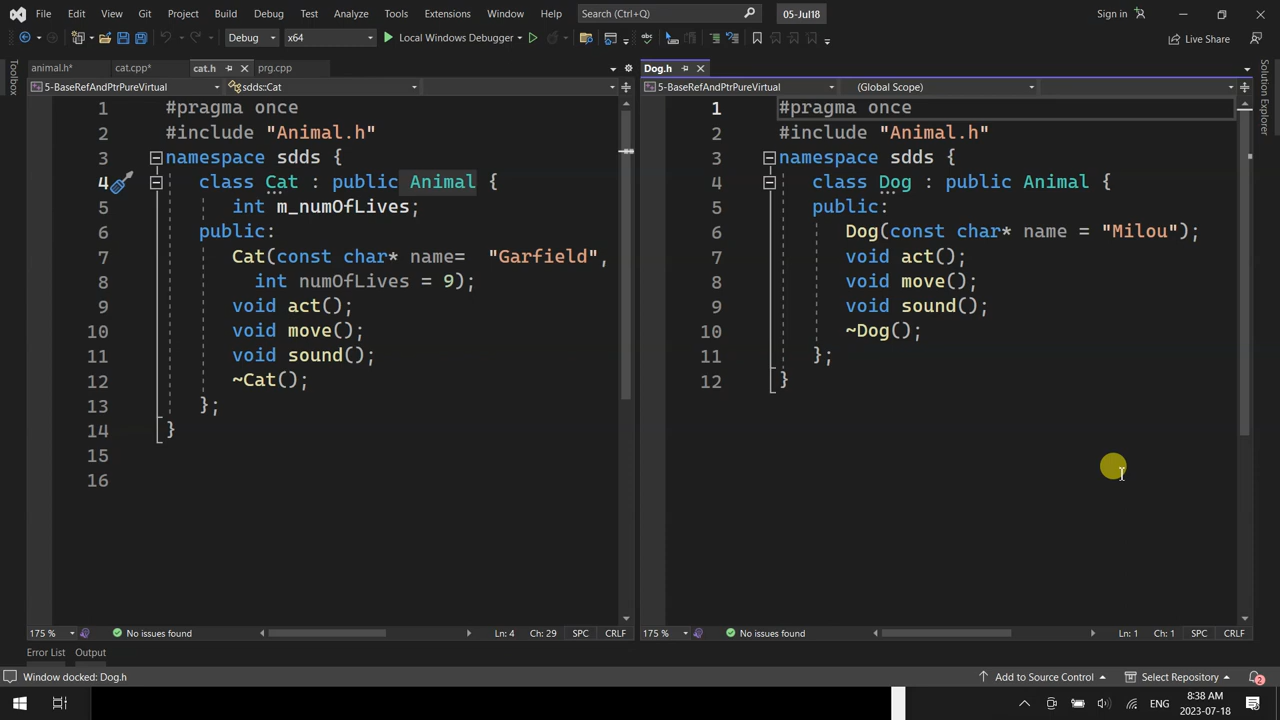 File Edit View Git Project Build Debug Test Analyze Tools Extensions Window Help Search (Ctrl+Q) 05-Jul18 Sign in
Debug x64 Local Windows Debugger Live Share
Toolbox
animal.h* cat.cpp* cat.h prg.cpp
5-BaseRefAndPtrPureVirtual sdds::Cat
1 #pragma once
2 #include "Animal.h"
3 namespace sdds {
4 class Cat : public Animal {
5 int m_numOfLives;
6 public:
7 Cat(const char* name= "Garfield",
8 int numOfLives = 9);
9 void act();
10 void move();
11 void sound();
12 ~Cat();
13 };
14 }
15
16
175 % No issues found Ln: 4 Ch: 29 SPC CRLF
Dog.h
5-BaseRefAndPtrPureVirtual (Global Scope)
1 #pragma once
2 #include "Animal.h"
3 namespace sdds {
4 class Dog : public Animal {
5 public:
6 Dog(const char* name = "Milou");
7 void act();
8 void move();
9 void sound();
10 ~Dog();
11 };
12 }
175 % No issues found Ln: 1 Ch: 1 SPC CRLF
Solution Explorer
Error List Output
Window docked: Dog.h Add to Source Control Select Repository 2
ENG 8:38 AM
2023-07-18